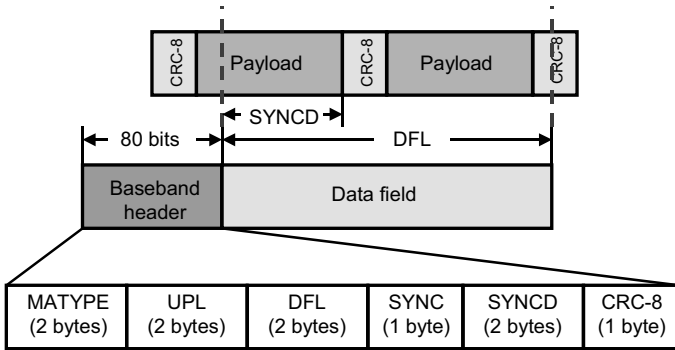 CRC-8 Payload CRC-8 Payload CRC-8
SYNCD
80 bits DFL
Baseband header Data field
MATYPE (2 bytes) UPL (2 bytes) DFL (2 bytes) SYNC (1 byte) SYNCD (2 bytes) CRC-8 (1 byte)